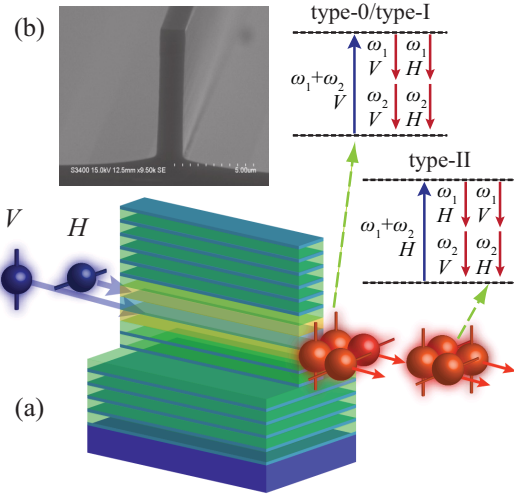 (b)
S3400 15.0kV 12.5mm x9.50k SE
5.00um
type-0/type-I
ω₁+ω₂
V
ω₁ ω₁
V H
ω₂ ω₂
V H
type-II
ω₁+ω₂
H
ω₁ ω₁
H V
ω₂ ω₂
V H
V H
(a)